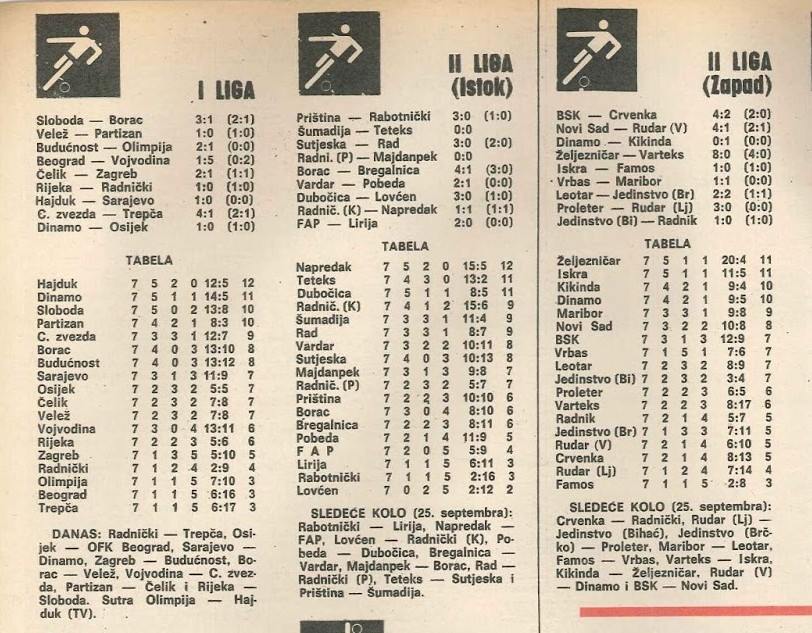 I LIGA
Sloboda — Borac 3:1 (2:1)
Velež — Partizan 1:0 (1:0)
Budućnost — Olimpija 2:1 (0:0)
Beograd — Vojvodina 1:5 (0:2)
Čelik — Zagreb 2:1 (1:1)
Rijeka — Radnički 1:0 (1:0)
Hajduk — Sarajevo 1:0 (0:0)
C. zvezda — Trepča 4:1 (2:1)
Dinamo — Osijek 1:0 (1:0)
TABELA
Hajduk 7 5 2 0 12:5 12
Dinamo 7 5 1 1 14:5 11
Sloboda 7 5 0 2 13:8 10
Partizan 7 4 2 1 8:3 10
C. zvezda 7 3 3 1 12:7 9
Borac 7 4 0 3 13:10 8
Budućnost 7 4 0 3 13:12 8
Sarajevo 7 3 1 3 11:9 7
Osijek 7 2 3 2 5:5 7
Čelik 7 2 3 2 7:8 7
Velež 7 2 3 2 7:8 7
Vojvodina 7 3 0 4 13:11 6
Rijeka 7 2 2 3 5:6 6
Zagreb 7 1 3 5 5:10 5
Radnički 7 1 2 4 2:9 4
Olimpija 7 1 1 5 7:10 3
Beograd 7 1 1 5 6:16 3
Trepča 7 1 1 5 6:17 3
DANAS: Radnički — Trepča, Osi-
jek — OFK Beograd, Sarajevo —
Dinamo, Zagreb — Budućnost, Bo-
rac — Velež, Vojvodina — C. zvez-
da, Partizan — Čelik i Rijeka —
Sloboda. Sutra Olimpija — Haj-
duk (TV).
II LIGA
(Istok)
Priština — Rabotnički 3:0 (1:0)
Šumadija — Teteks 0:0
Sutjeska — Rad 3:0 (2:0)
Radni. (P) — Majdanpek 0:0
Borac — Bregalnica 4:1 (3:0)
Vardar — Pobeda 2:1 (0:0)
Dubočica — Lovćen 3:0 (1:0)
Radnič. (K) — Napredak 1:1 (1:1)
FAP — Lirija 2:0 (0:0)
TABELA
Napredak 7 5 2 0 15:5 12
Teteks 7 4 3 0 13:2 11
Dubočica 7 5 1 1 8:5 11
Radnič. (K) 7 4 1 2 15:6 9
Šumadija 7 3 3 1 11:4 9
Rad 7 3 3 1 8:7 9
Vardar 7 3 2 2 10:11 8
Sutjeska 7 4 0 3 10:13 8
Majdanpek 7 3 1 3 9:8 7
Radnič. (P) 7 2 3 2 5:7 7
Priština 7 2 2 3 10:10 6
Borac 7 3 0 4 8:10 6
Bregalnica 7 2 2 3 8:11 6
Pobeda 7 2 1 4 11:9 5
F A P 7 2 0 5 5:9 4
Lirija 7 1 1 5 6:11 3
Rabotnički 7 1 1 5 2:16 3
Lovćen 7 0 2 5 2:12 2
SLEDEĆE KOLO (25. septembra):
Rabotnički — Lirija, Napredak —
FAP, Lovćen — Radnički (K), Po-
beda — Dubočica, Bregalnica —
Vardar, Majdanpek — Borac, Rad —
Radnički (P), Teteks — Sutjeska i
Priština — Šumadija.
II LIGA
(Zapad)
BSK — Crvenka 4:2 (2:0)
Novi Sad — Rudar (V) 4:1 (2:1)
Dinamo — Kikinda 0:1 (0:0)
Željezničar — Varteks 8:0 (4:0)
Iskra — Famos 1:0 (1:0)
Vrbas — Maribor 1:1 (0:0)
Leotar — Jedinstvo (Br) 2:2 (1:1)
Proleter — Rudar (Lj) 3:0 (0:0)
Jedinstvo (Bi) — Radnik 1:0 (1:0)
TABELA
Željezničar 7 5 1 1 20:4 11
Iskra 7 5 1 1 11:5 11
Kikinda 7 4 2 1 9:4 10
Dinamo 7 4 2 1 9:5 10
Maribor 7 3 3 1 9:8 9
Novi Sad 7 3 2 2 10:8 8
BSK 7 3 1 3 12:9 7
Vrbas 7 1 5 1 7:6 7
Leotar 7 2 3 2 8:9 7
Jedinstvo (Bi) 7 2 3 2 3:4 7
Proleter 7 2 2 3 6:5 6
Varteks 7 2 2 3 8:17 6
Radnik 7 2 1 4 5:7 5
Jedinstvo (Br) 7 1 3 3 7:11 5
Rudar (V) 7 2 1 4 6:10 5
Crvenka 7 2 1 4 8:13 5
Rudar (Lj) 7 1 2 4 7:14 4
Famos 7 1 1 5 2:8 3
SLEDEĆE KOLO (25. septembra):
Crvenka — Radnički, Rudar (Lj) —
Jedinstvo (Bihać), Jedinstvo (Brč-
ko) — Proleter, Maribor — Leotar,
Famos — Vrbas, Varteks — Iskra,
Kikinda — Željezničar, Rudar (V)
— Dinamo i BSK — Novi Sad.